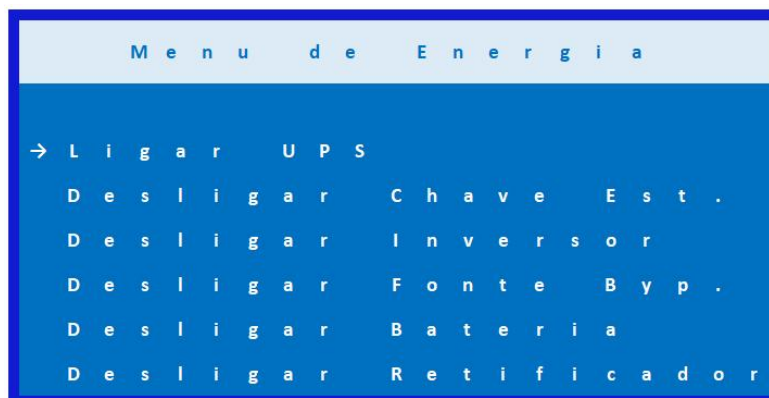 Menu de Energia
→ Ligar UPS
Desligar Chave Est.
Desligar Inversor
Desligar Fonte Byp.
Desligar Bateria
Desligar Retificador